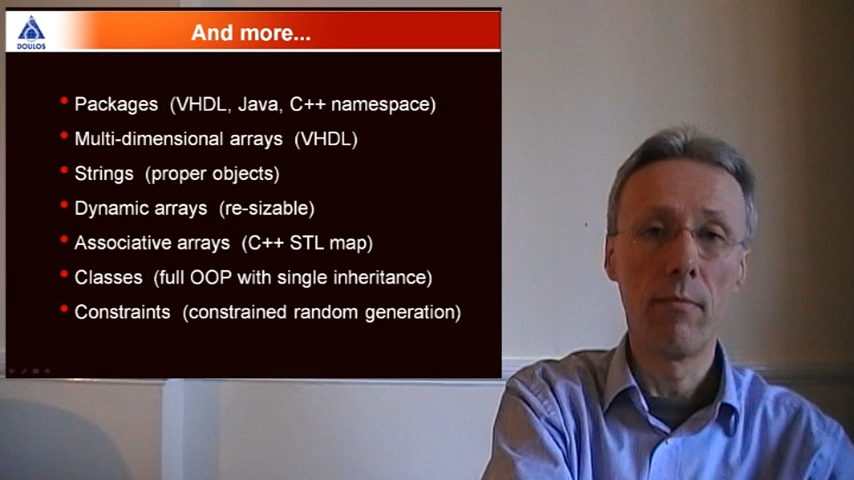 DOULOS
And more...
Packages (VHDL, Java, C++ namespace)
Multi-dimensional arrays (VHDL)
Strings (proper objects)
Dynamic arrays (re-sizable)
Associative arrays (C++ STL map)
Classes (full OOP with single inheritance)
Constraints (constrained random generation)